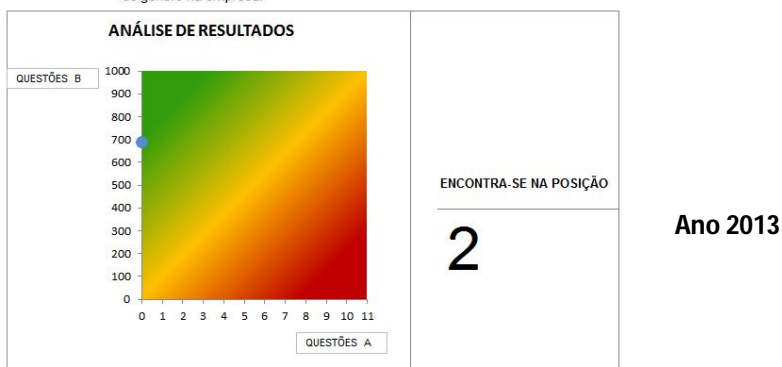 ANÁLISE DE RESULTADOS
QUESTÕES B
1000
900
800
700
600
500
400
300
200
100
0
0 1 2 3 4 5 6 7 8 9 10 11
QUESTÕES A
ENCONTRA-SE NA POSIÇÃO
2
Ano 2013